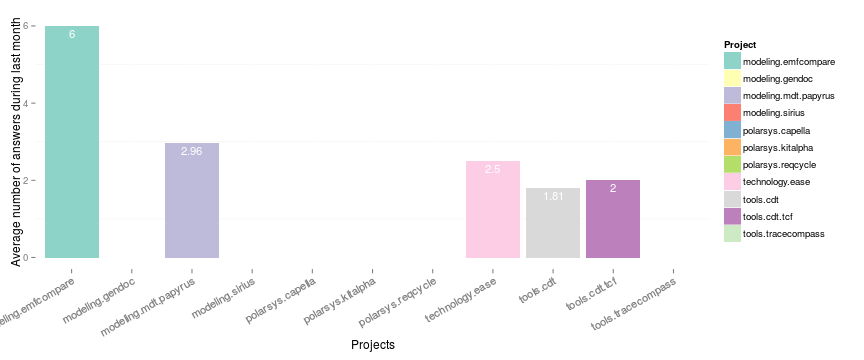 Average number of answers during last month
6
4
2
0
6
2.96
2.5
1.81
2
eling.emfcompare
modeling.gendoc
modeling.mdt.papyrus
modeling.sirius
polarsys.capella
polarsys.kitalpha
polarsys.reqcycle
technology.ease
tools.cdt
tools.cdt.tcf
tools.tracecompass
Projects
Project
modeling.emfcompare
modeling.gendoc
modeling.mdt.papyrus
modeling.sirius
polarsys.capella
polarsys.kitalpha
polarsys.reqcycle
technology.ease
tools.cdt
tools.cdt.tcf
tools.tracecompass